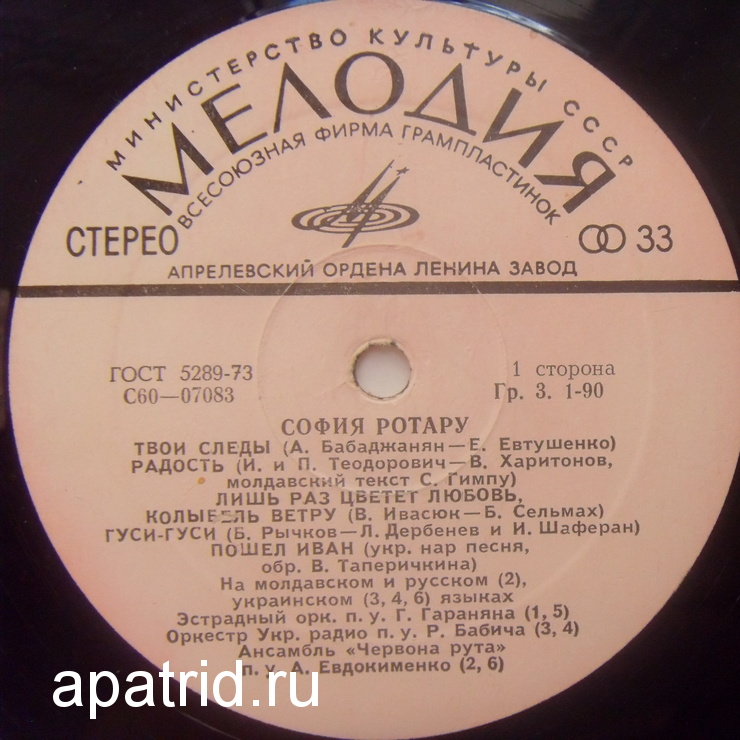 МИНИСТЕРСТВО КУЛЬТУРЫ СССР
МЕЛОДИЯ
ВСЕСОЮЗНАЯ ФИРМА ГРАМПЛАСТИНОК
СТЕРЕО
33
АПРЕЛЕВСКИЙ ОРДЕНА ЛЕНИНА ЗАВОД
ГОСТ 5289-73
С60—07083
1 сторона
Гр. 3. 1-90
СОФИЯ РОТАРУ
ТВОИ СЛЕДЫ (А. Бабаджанян—Е. Евтушенко)
РАДОСТЬ (И. и П. Теодорович—В. Харитонов,
молдавский текст С. Гимпу)
ЛИШЬ РАЗ ЦВЕТЕТ ЛЮБОВЬ,
КОЛЫБЕЛЬ ВЕТРУ (В. Ивасюк—Б. Сельмах)
ГУСИ-ГУСИ (Б. Рычков—Л. Дербенев и И. Шаферан)
ПОШЕЛ ИВАН (укр. нар песня,
обр. В. Таперичкина)
На молдавском и русском (2),
украинском (3, 4, 6) языках
Эстрадный орк. п. у. Г. Гараняна (1, 5)
Оркестр Укр. радио п. у. Р. Бабича (3, 4)
Ансамбль «Червона рута»
п. у. А. Евдокименко (2, 6)
apatrid.ru